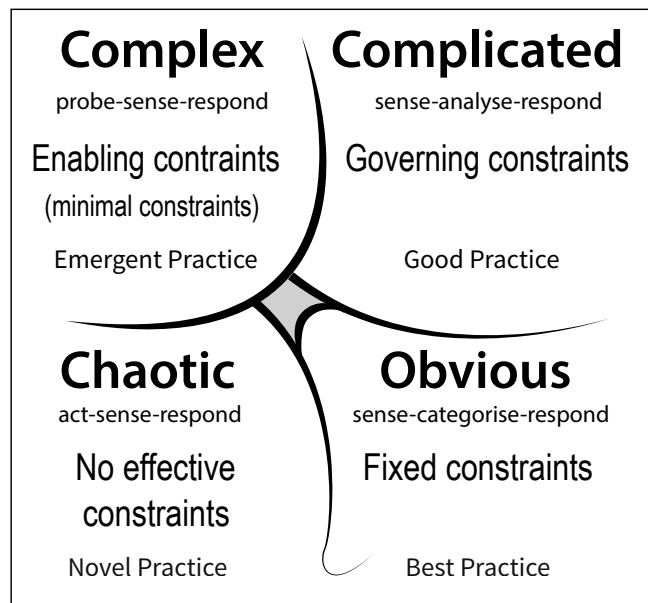 Complex
probe-sense-respond
Enabling contraints
(minimal constraints)
Emergent Practice
Complicated
sense-analyse-respond
Governing constraints
Good Practice
Chaotic
act-sense-respond
No effective
constraints
Novel Practice
Obvious
sense-categorise-respond
Fixed constraints
Best Practice